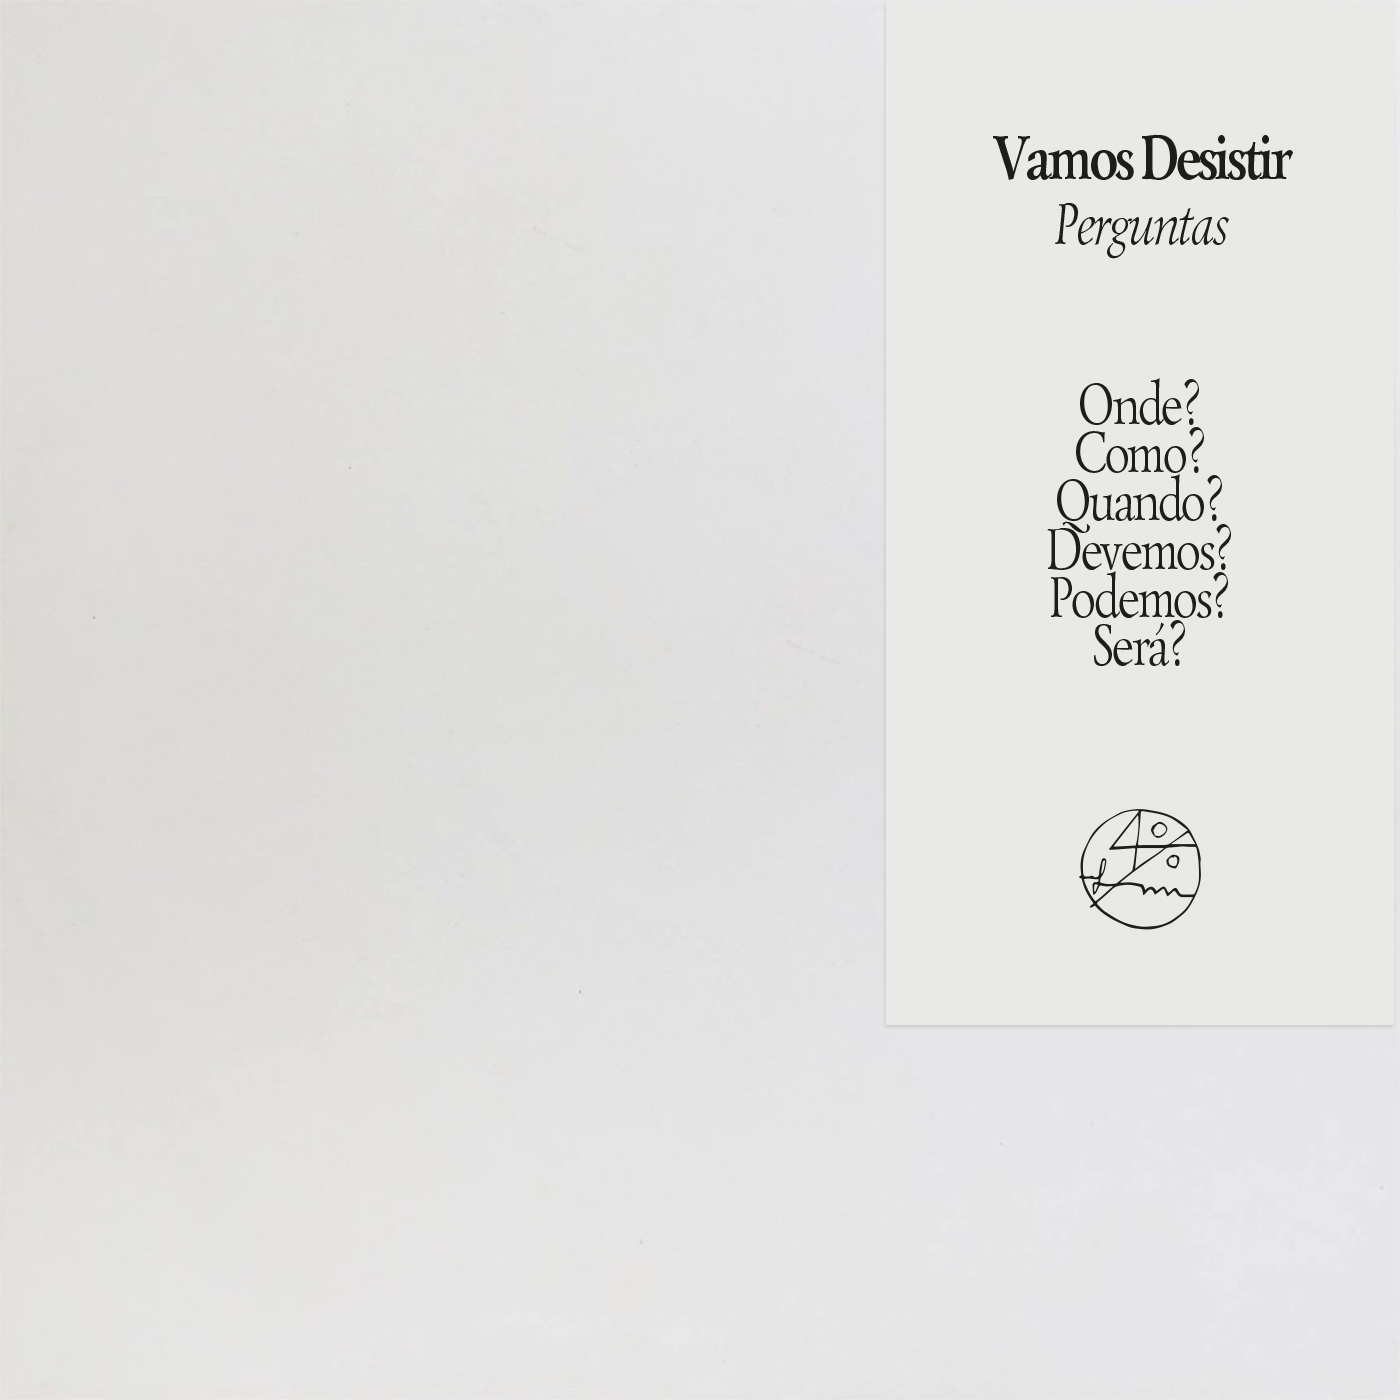 Vamos Desistir
Perguntas
Onde?
Como?
Quando?
Devemos?
Podemos?
Será?